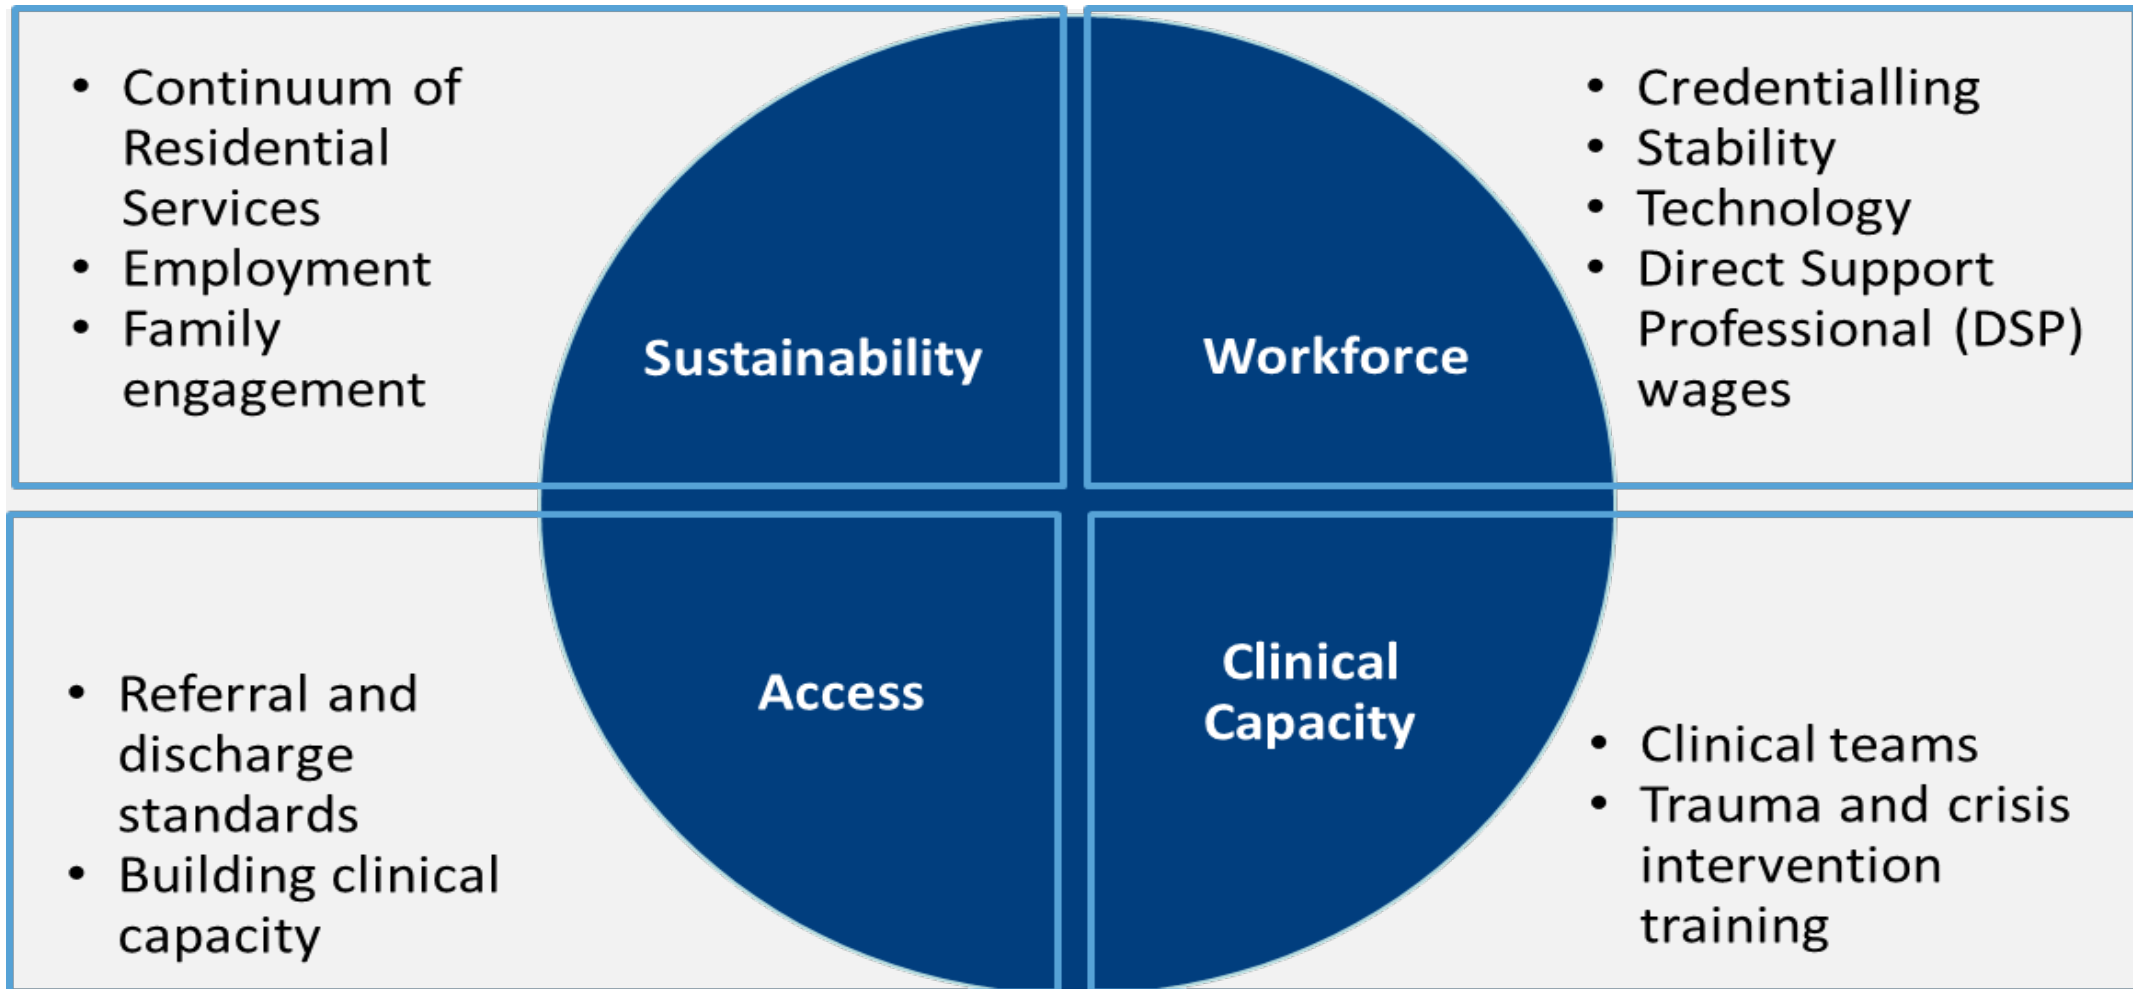 • Continuum of
Residential
Services
• Employment
• Family
engagement
Sustainability
Workforce
• Credentialling
• Stability
• Technology
• Direct Support
Professional (DSP)
wages
• Referral and
discharge
standards
• Building clinical
capacity
Access
Clinical
Capacity
• Clinical teams
• Trauma and crisis
intervention
training